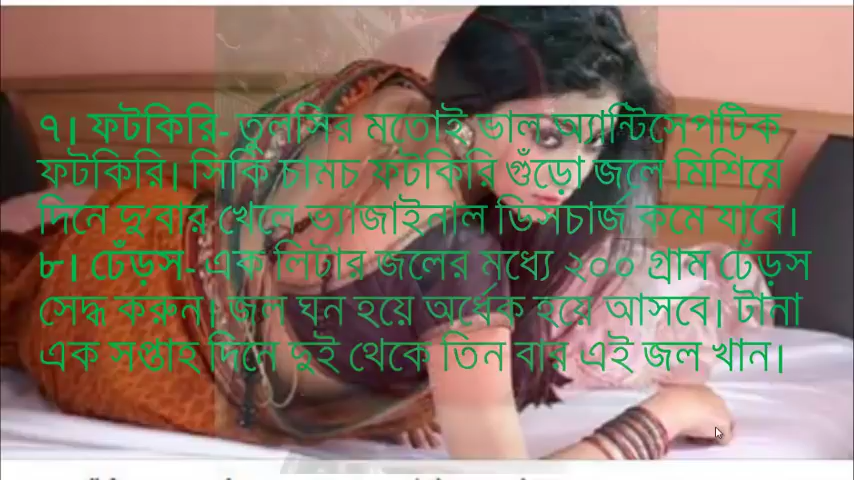 ৭। ফটকিরি- তুলসির মতোই ভাল অ্যান্টিসেপটিক
ফটকিরি। সিকি চামচ ফটকিরি গুঁড়ো জলে মিশিয়ে
দিনে দু’বার খেলে ভ্যাজাইনাল ডিসচার্জ কমে যাবে।
৮। ঢেঁড়স- এক লিটার জলের মধ্যে ২০০ গ্রাম ঢেঁড়স
সেদ্ধ করুন। জল ঘন হয়ে অর্ধেক হয়ে আসবে। টানা
এক সপ্তাহ দিনে দুই থেকে তিন বার এই জল খান।